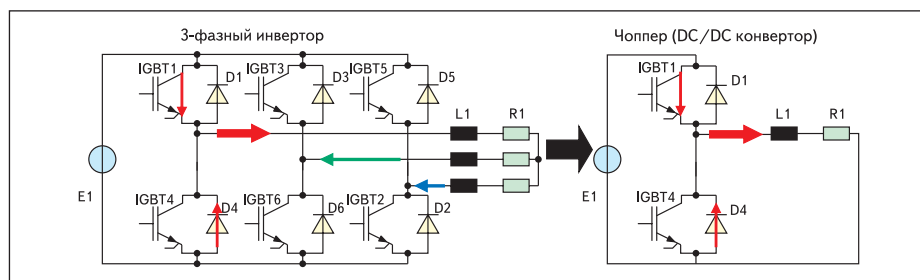 3-фазный инвертор
Чоппер (DC/DC конвертор)
IGBT1
D1
IGBT3
D3
IGBT5
D5
L1
R1
E1
IGBT4
D4
IGBT6
D6
IGBT2
D2
IGBT1
D1
L1
R1
E1
IGBT4
D4